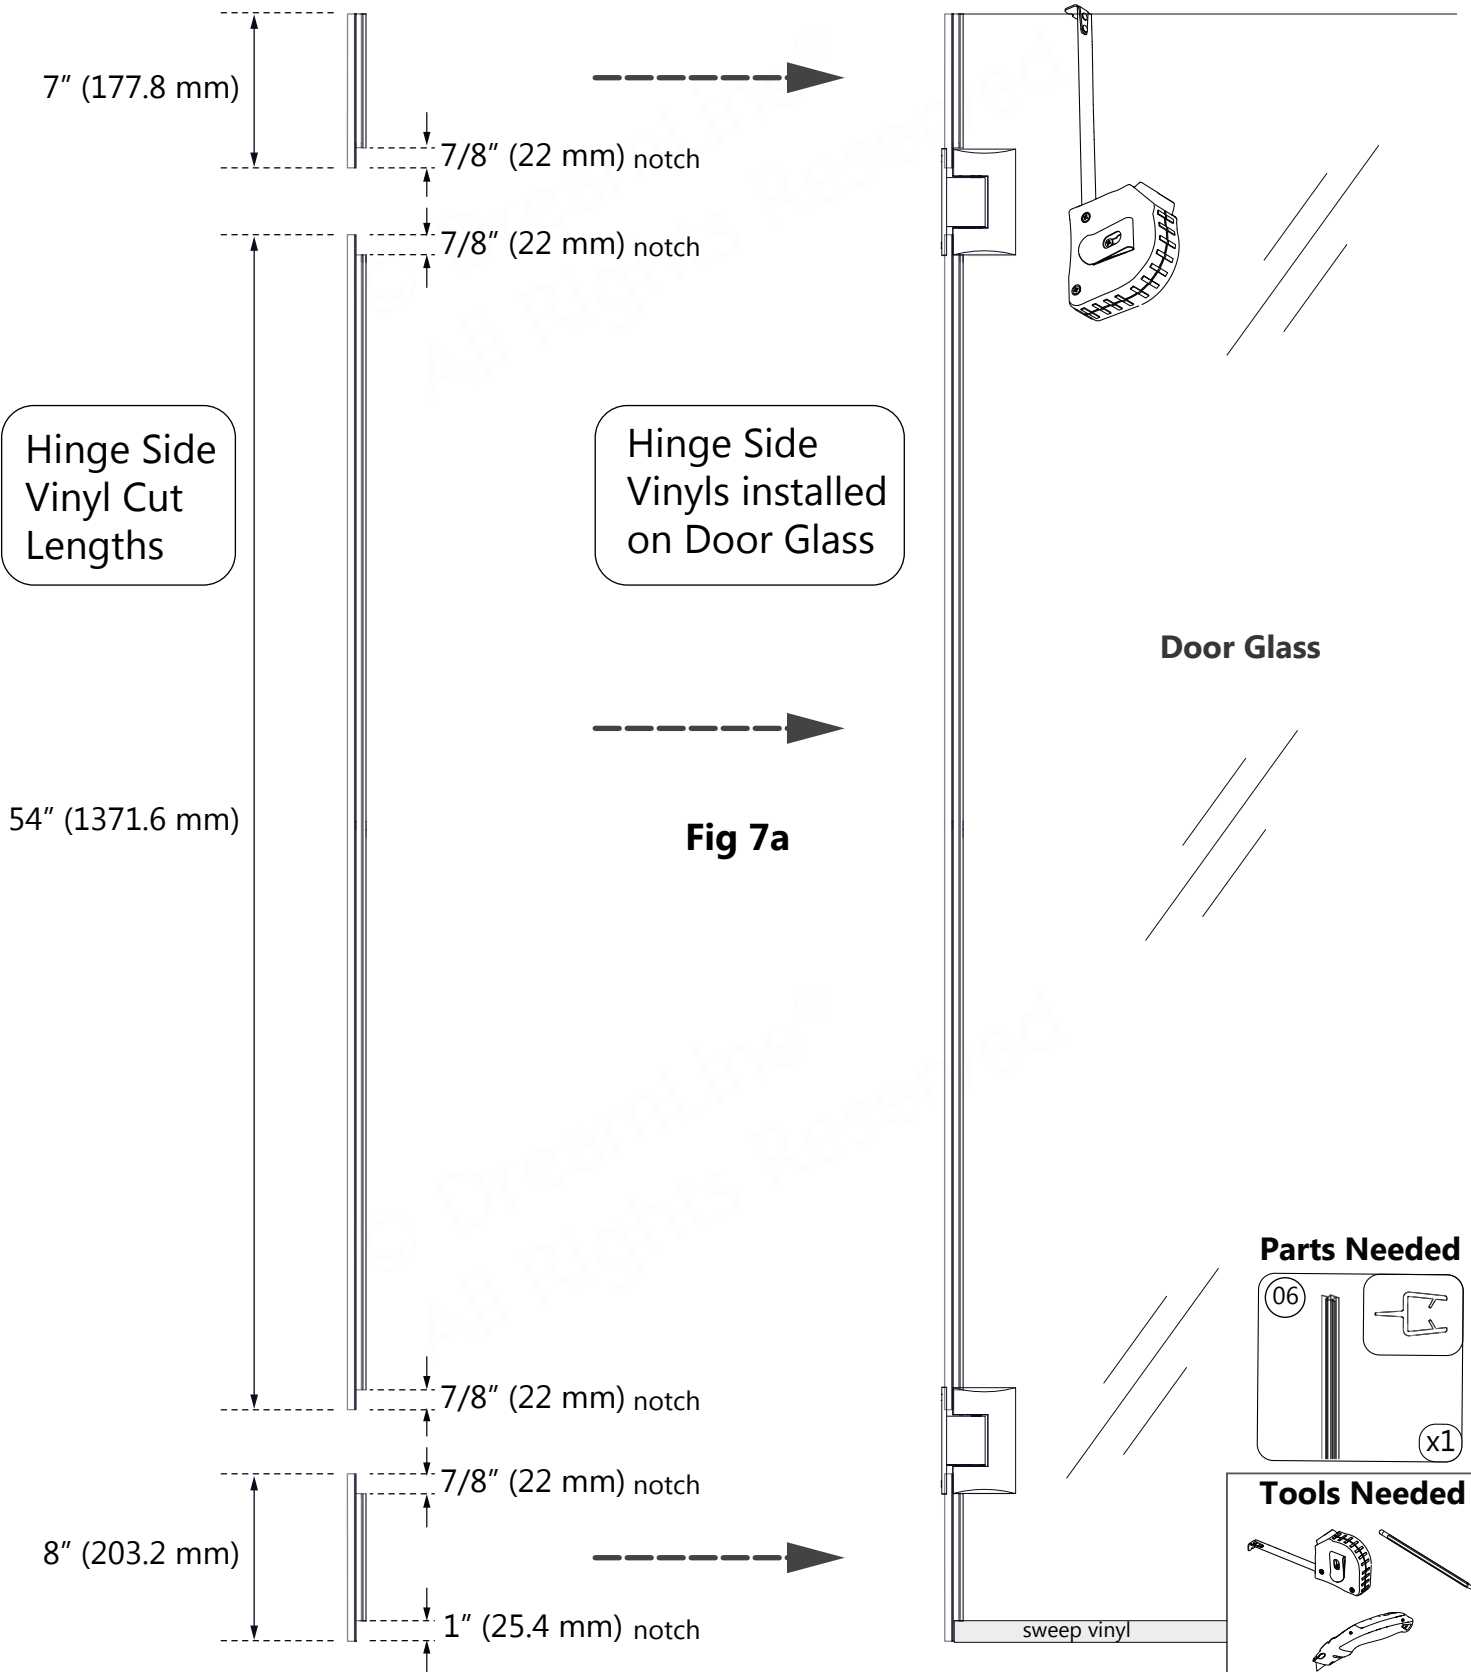 7″ (177.8 mm)
7/8″ (22 mm) notch
7/8″ (22 mm) notch
Hinge Side
Vinyl Cut
Lengths
Hinge Side
Vinyls installed
on Door Glass
Door Glass
54″ (1371.6 mm)
Fig 7a
7/8″ (22 mm) notch
7/8″ (22 mm) notch
8″ (203.2 mm)
1″ (25.4 mm) notch
sweep vinyl
Parts Needed
06
x1
Tools Needed
© DreamLine®
All Rights Reserved
© DreamLine®
All Rights Reserved